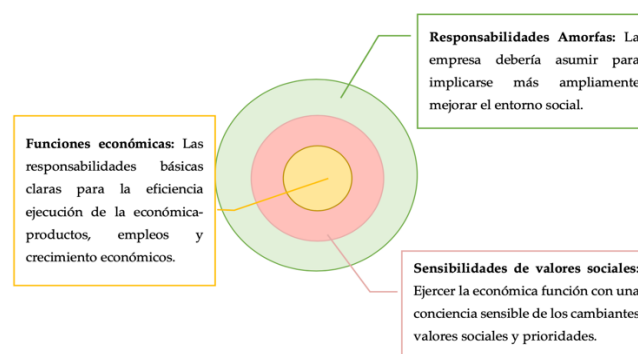 Responsabilidades Amorfas: La
empresa debería asumir para
implicarse más ampliamente
mejorar el entorno social.
Funciones económicas: Las
responsabilidades básicas
claras para la eficiencia
ejecución de la económica-
productos, empleos y
crecimiento económicos.
Sensibilidades de valores sociales:
Ejercer la económica función con una
conciencia sensible de los cambiantes
valores sociales y prioridades.